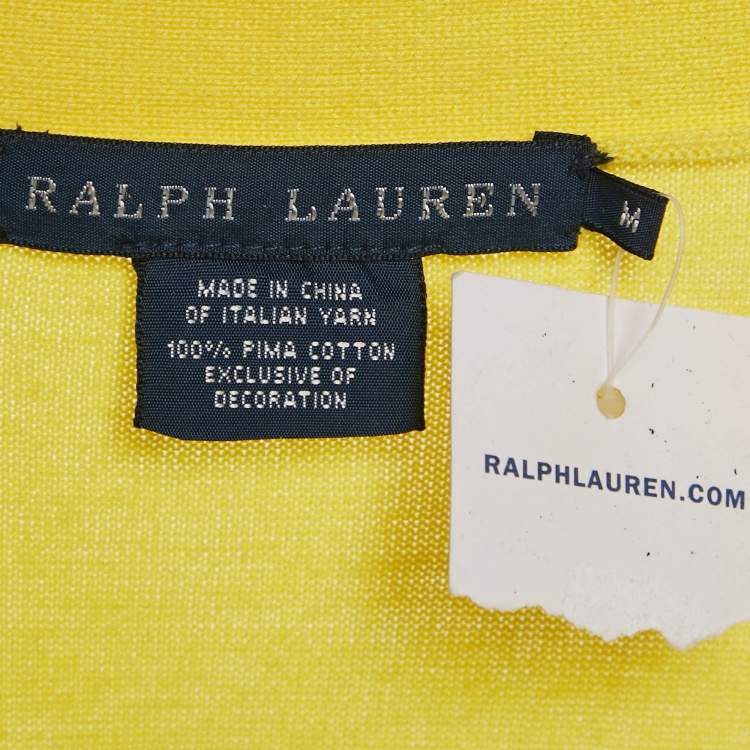 RALPH LAUREN
M
MADE IN CHINA
OF ITALIAN YARN
100% PIMA COTTON
EXCLUSIVE OF
DECORATION
RALPHLAUREN.COM